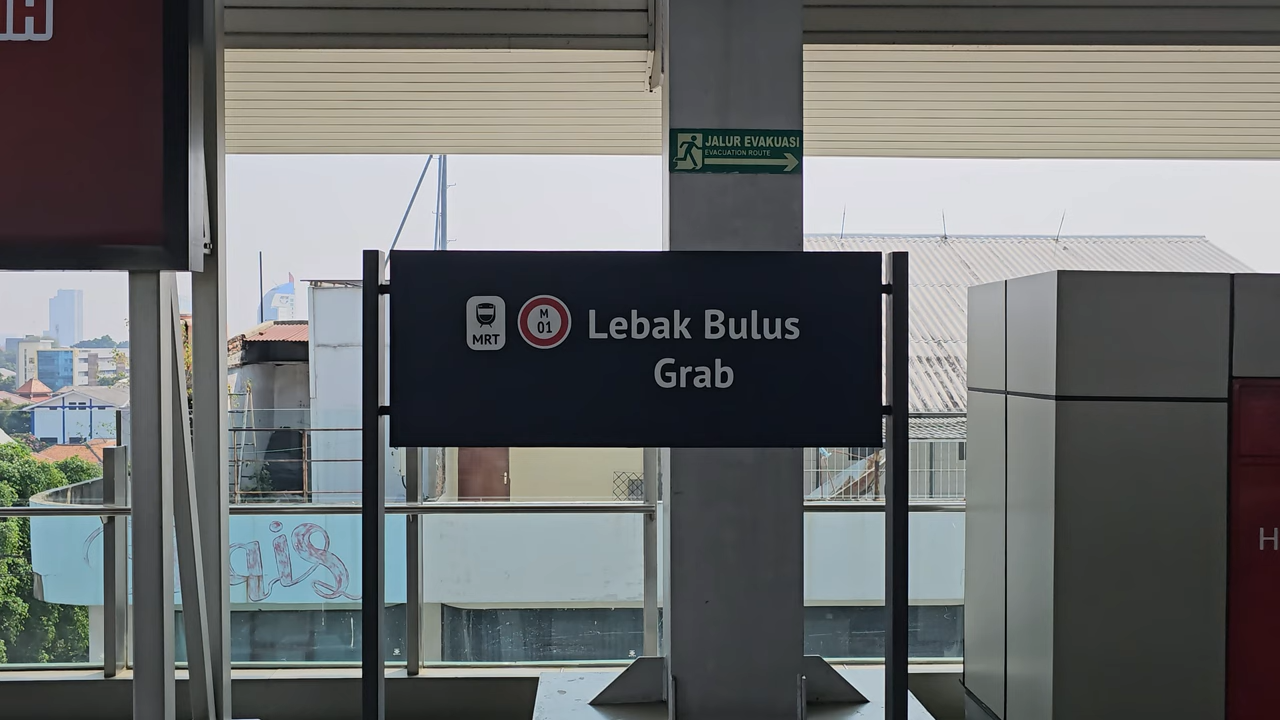 JALUR EVAKUASI
EVACUATION ROUTE
MRT
M
01
Lebak Bulus
Grab